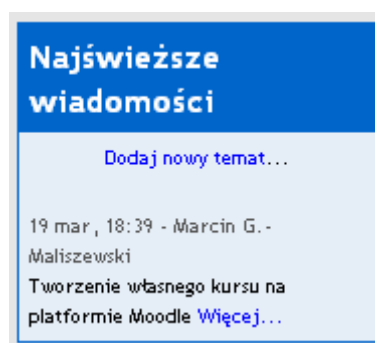 Najświeższe
wiadomości
Dodaj nowy temat...
19 mar, 18:39 - Marcin G.-
Maliszewski
Tworzenie własnego kursu na
platformie Moodle Więcej...